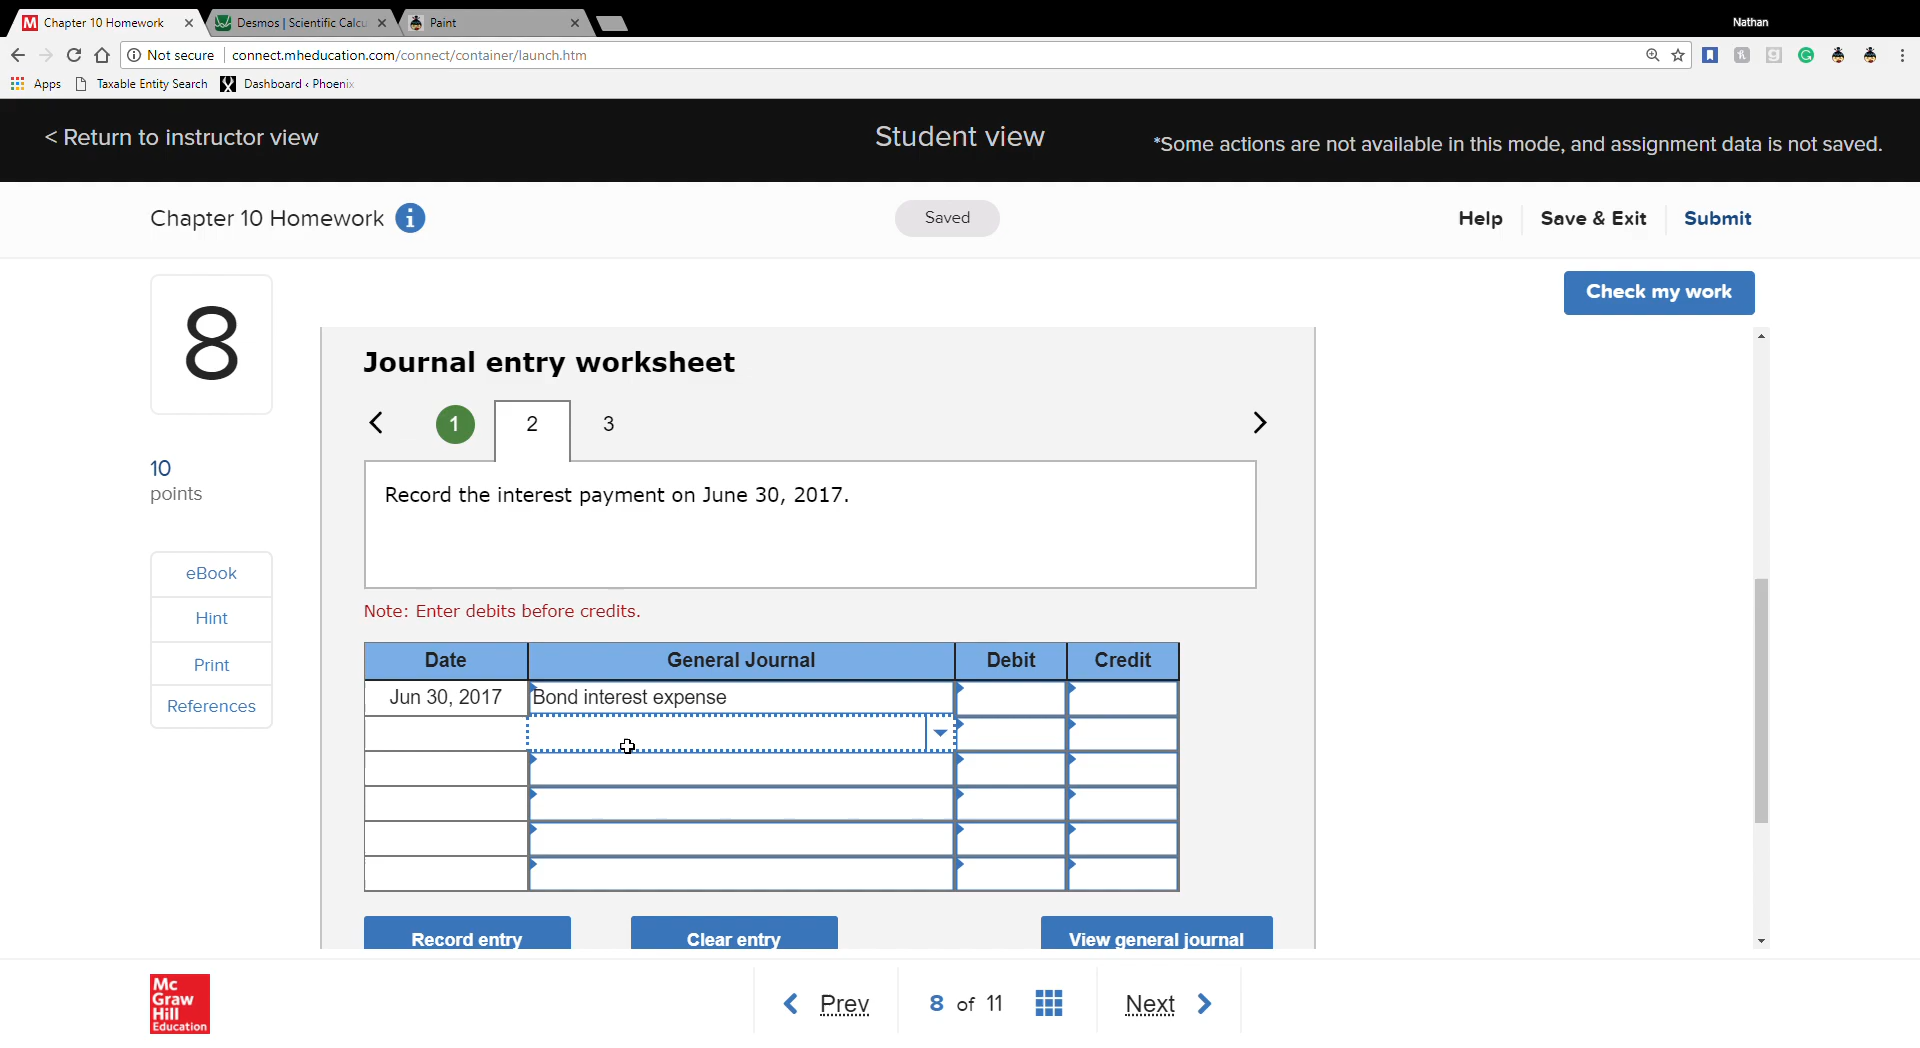 Chapter 10 Homework
Desmos | Scientific Calcu
Paint
Nathan
Not secure
connect.mheducation.com/connect/container/launch.htm
Apps
Taxable Entity Search
Dashboard ‹ Phoenix
< Return to instructor view
Student view
*Some actions are not available in this mode, and assignment data is not saved.
Chapter 10 Homework
i
Saved
Help
Save & Exit
Submit
Check my work
8
10
points
eBook
Hint
Print
References
Journal entry worksheet
1
2
3
Record the interest payment on June 30, 2017.
Note: Enter debits before credits.
Date General Journal Debit Credit
Jun 30, 2017 Bond interest expense
Record entry
Clear entry
View general journal
Mc
Graw
Hill
Education
Prev
8 of 11
Next